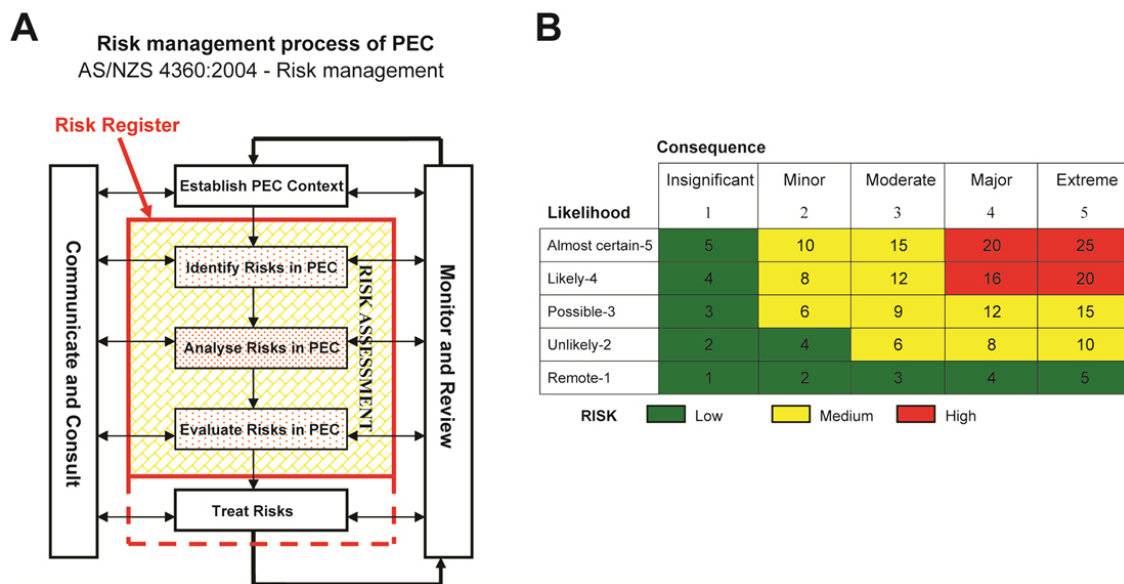 A
Risk management process of PEC
AS/NZS 4360:2004 - Risk management
Risk Register
Communicate and Consult
Establish PEC Context
Identify Risks in PEC
Analyse Risks in PEC
Evaluate Risks in PEC
RISK ASSESSMENT
Treat Risks
Monitor and Review
B
Consequence
Insignificant Minor Moderate Major Extreme
Likelihood 1 2 3 4 5
Almost certain-5 5 10 15 20 25
Likely-4 4 8 12 16 20
Possible-3 3 6 9 12 15
Unlikely-2 2 4 6 8 10
Remote-1 1 2 3 4 5
RISK Low Medium High